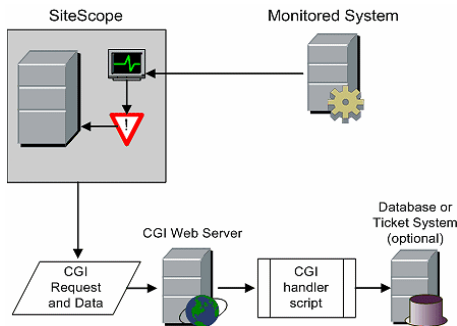 SiteScope
Monitored System
!
CGI Web Server
Database or
Ticket System
(optional)
CGI
Request
and Data
CGI
handler
script